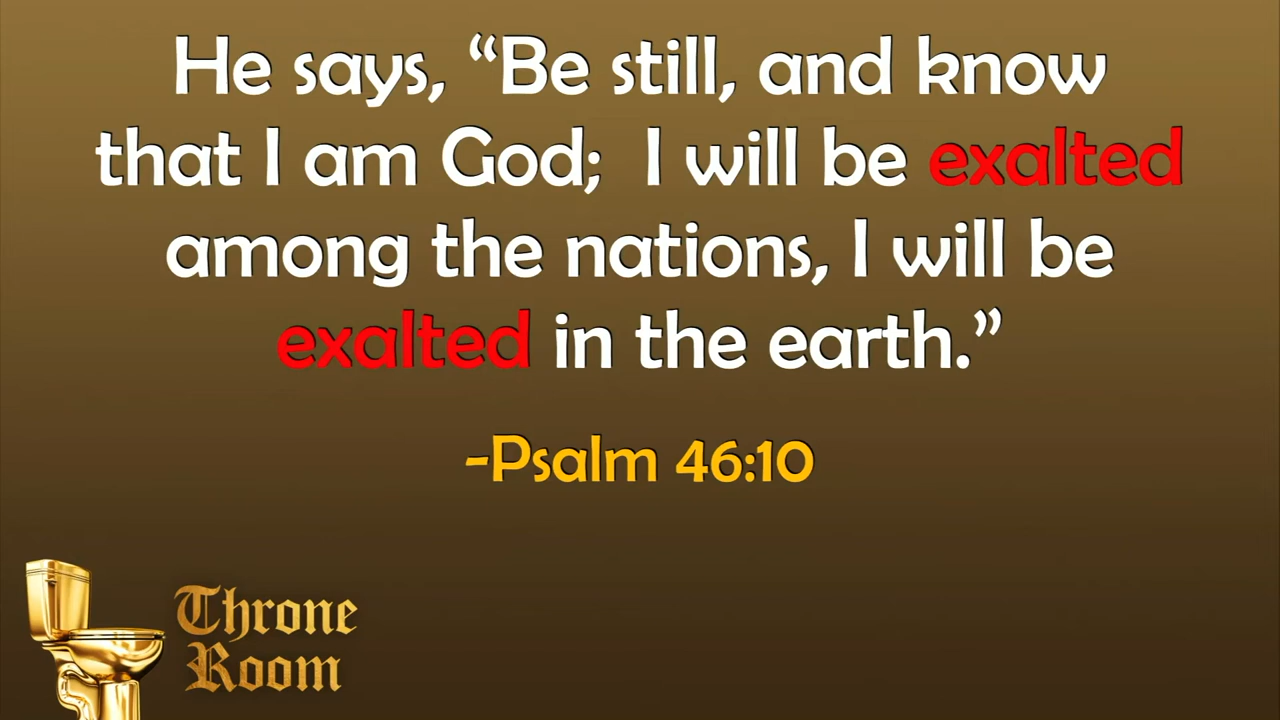 He says, “Be still, and know
that I am God;  I will be exalted
among the nations, I will be
exalted in the earth.”
-Psalm 46:10
Throne
Room